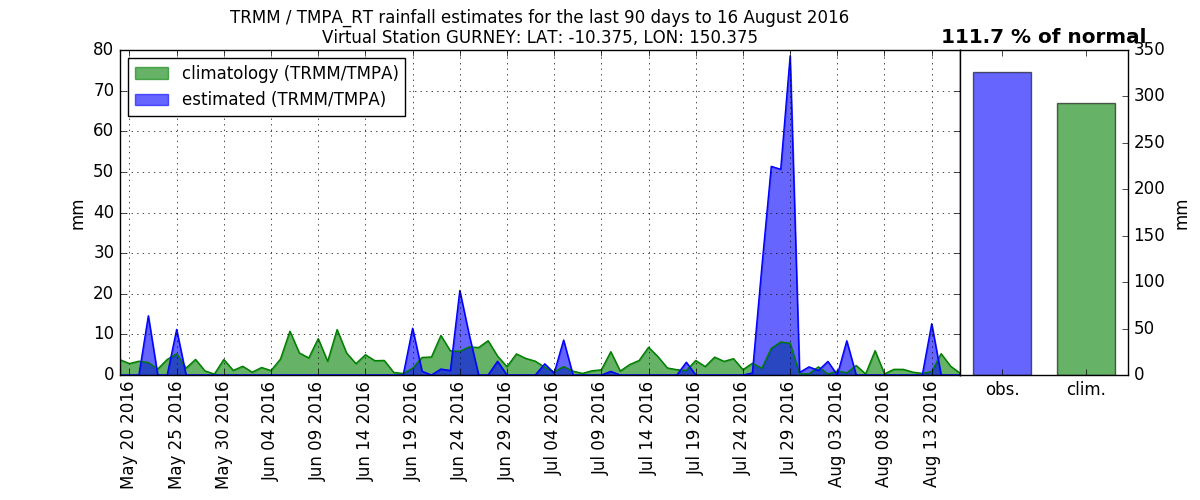 TRMM / TMPA_RT rainfall estimates for the last 90 days to 16 August 2016
Virtual Station GURNEY: LAT: -10.375, LON: 150.375
111.7 % of normal
climatology (TRMM/TMPA)
estimated (TRMM/TMPA)
mm
80
70
60
50
40
30
20
10
0
May 20 2016
May 25 2016
May 30 2016
Jun 04 2016
Jun 09 2016
Jun 14 2016
Jun 19 2016
Jun 24 2016
Jun 29 2016
Jul 04 2016
Jul 09 2016
Jul 14 2016
Jul 19 2016
Jul 24 2016
Jul 29 2016
Aug 03 2016
Aug 08 2016
Aug 13 2016
obs.
clim.
350
300
250
200
150
100
50
0
mm